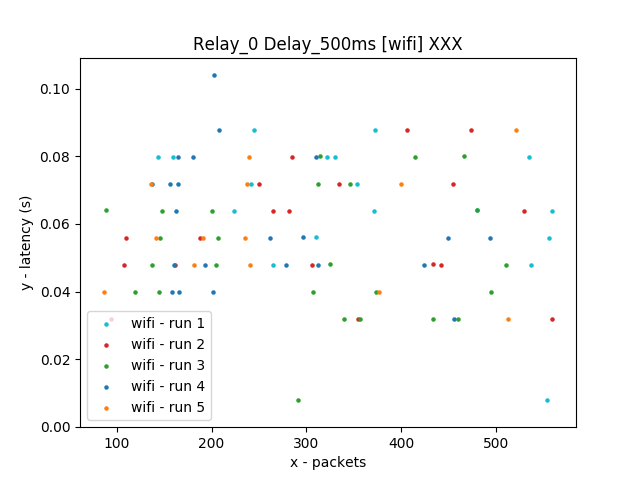 Relay_0 Delay_500ms [wifi] XXX
y - latency (s)
0.10
0.08
0.06
0.04
0.02
0.00
wifi - run 1
wifi - run 2
wifi - run 3
wifi - run 4
wifi - run 5
100 200 300 400 500
x - packets